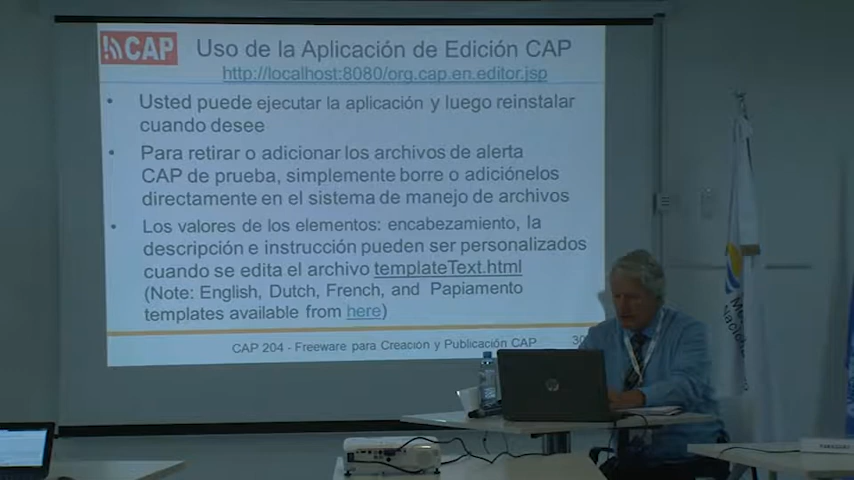 CAP
Uso de la Aplicación de Edición CAP
http://localhost:8080/org.cap.en.editor.jsp
• Usted puede ejecutar la aplicación y luego reinstalar
cuando desee
• Para retirar o adicionar los archivos de alerta
CAP de prueba, simplemente borre o adiciónelos
directamente en el sistema de manejo de archivos
• Los valores de los elementos: encabezamiento, la
descripción e instrucción pueden ser personalizados
cuando se edita el archivo templateText.html
(Note: English, Dutch, French, and Papiamento
templates available from here)
CAP 204 - Freeware para Creación y Publicación CAP